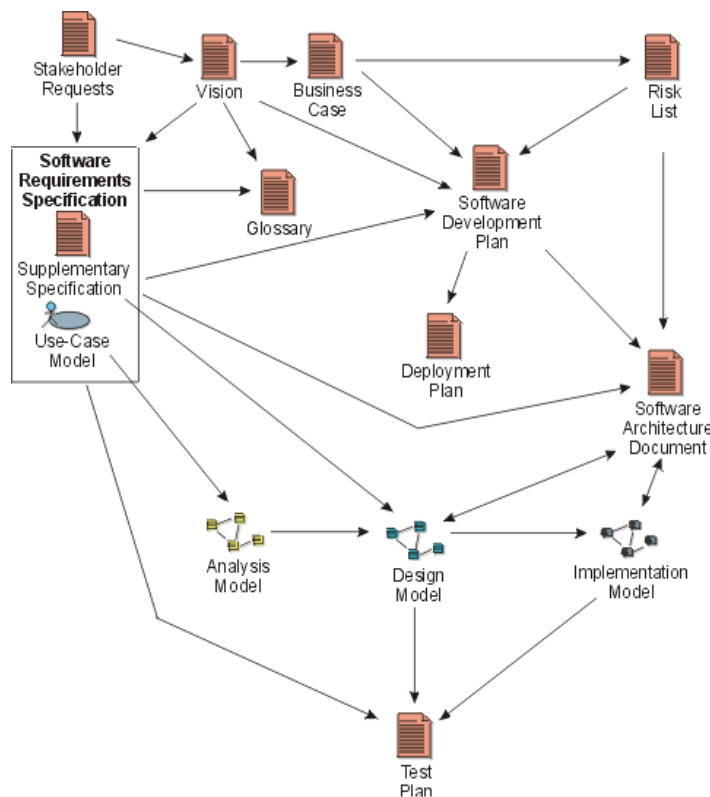 Stakeholder
Requests
Vision
Business
Case
Risk
List
Software
Requirements
Specification
Supplementary
Specification
Use-Case
Model
Glossary
Software
Development
Plan
Deployment
Plan
Software
Architecture
Document
Analysis
Model
Design
Model
Implementation
Model
Test
Plan